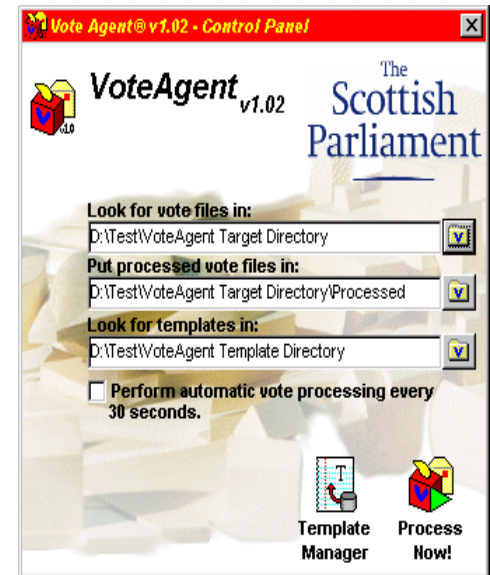 Vote Agent® v1.02 - Control Panel
VoteAgent v1.02
v1.0
The
Scottish
Parliament
Look for vote files in:
D:\Test\VoteAgent Target Directory
Put processed vote files in:
D:\Test\VoteAgent Target Directory\Processed
Look for templates in:
D:\Test\VoteAgent Template Directory
Perform automatic vote processing every
30 seconds.
Template
Manager
Process
Now!